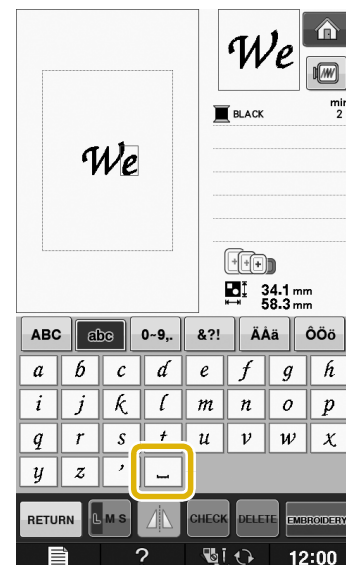 We
min
BLACK 2
We
34.1 mm
58.3 mm
ABC abc 0~9,. &?! ÄÅä ÔÖö
a b c d e f g h
i j k l m n o p
q r s t u v w x
y z ’ ⎵
RETURN L M S CHECK DELETE EMBROIDERY
? 12:00